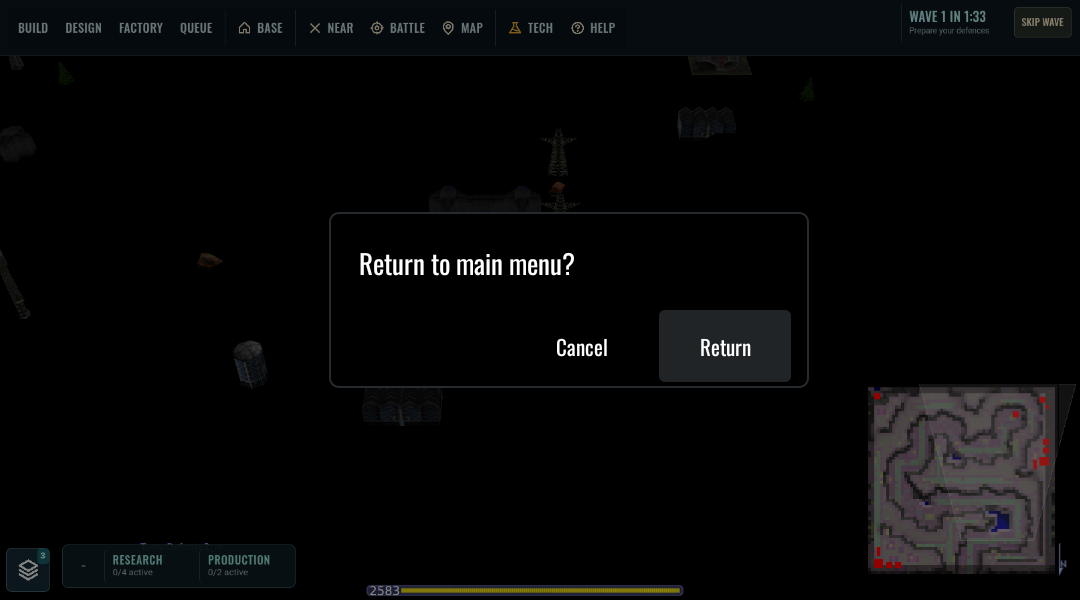 BUILD DESIGN FACTORY QUEUE BASE NEAR BATTLE MAP TECH HELP
WAVE 1 IN 1:33
Prepare your defences
SKIP WAVE
Return to main menu?
Cancel Return
3
- RESEARCH PRODUCTION
0/4 active 0/2 active
2583
N